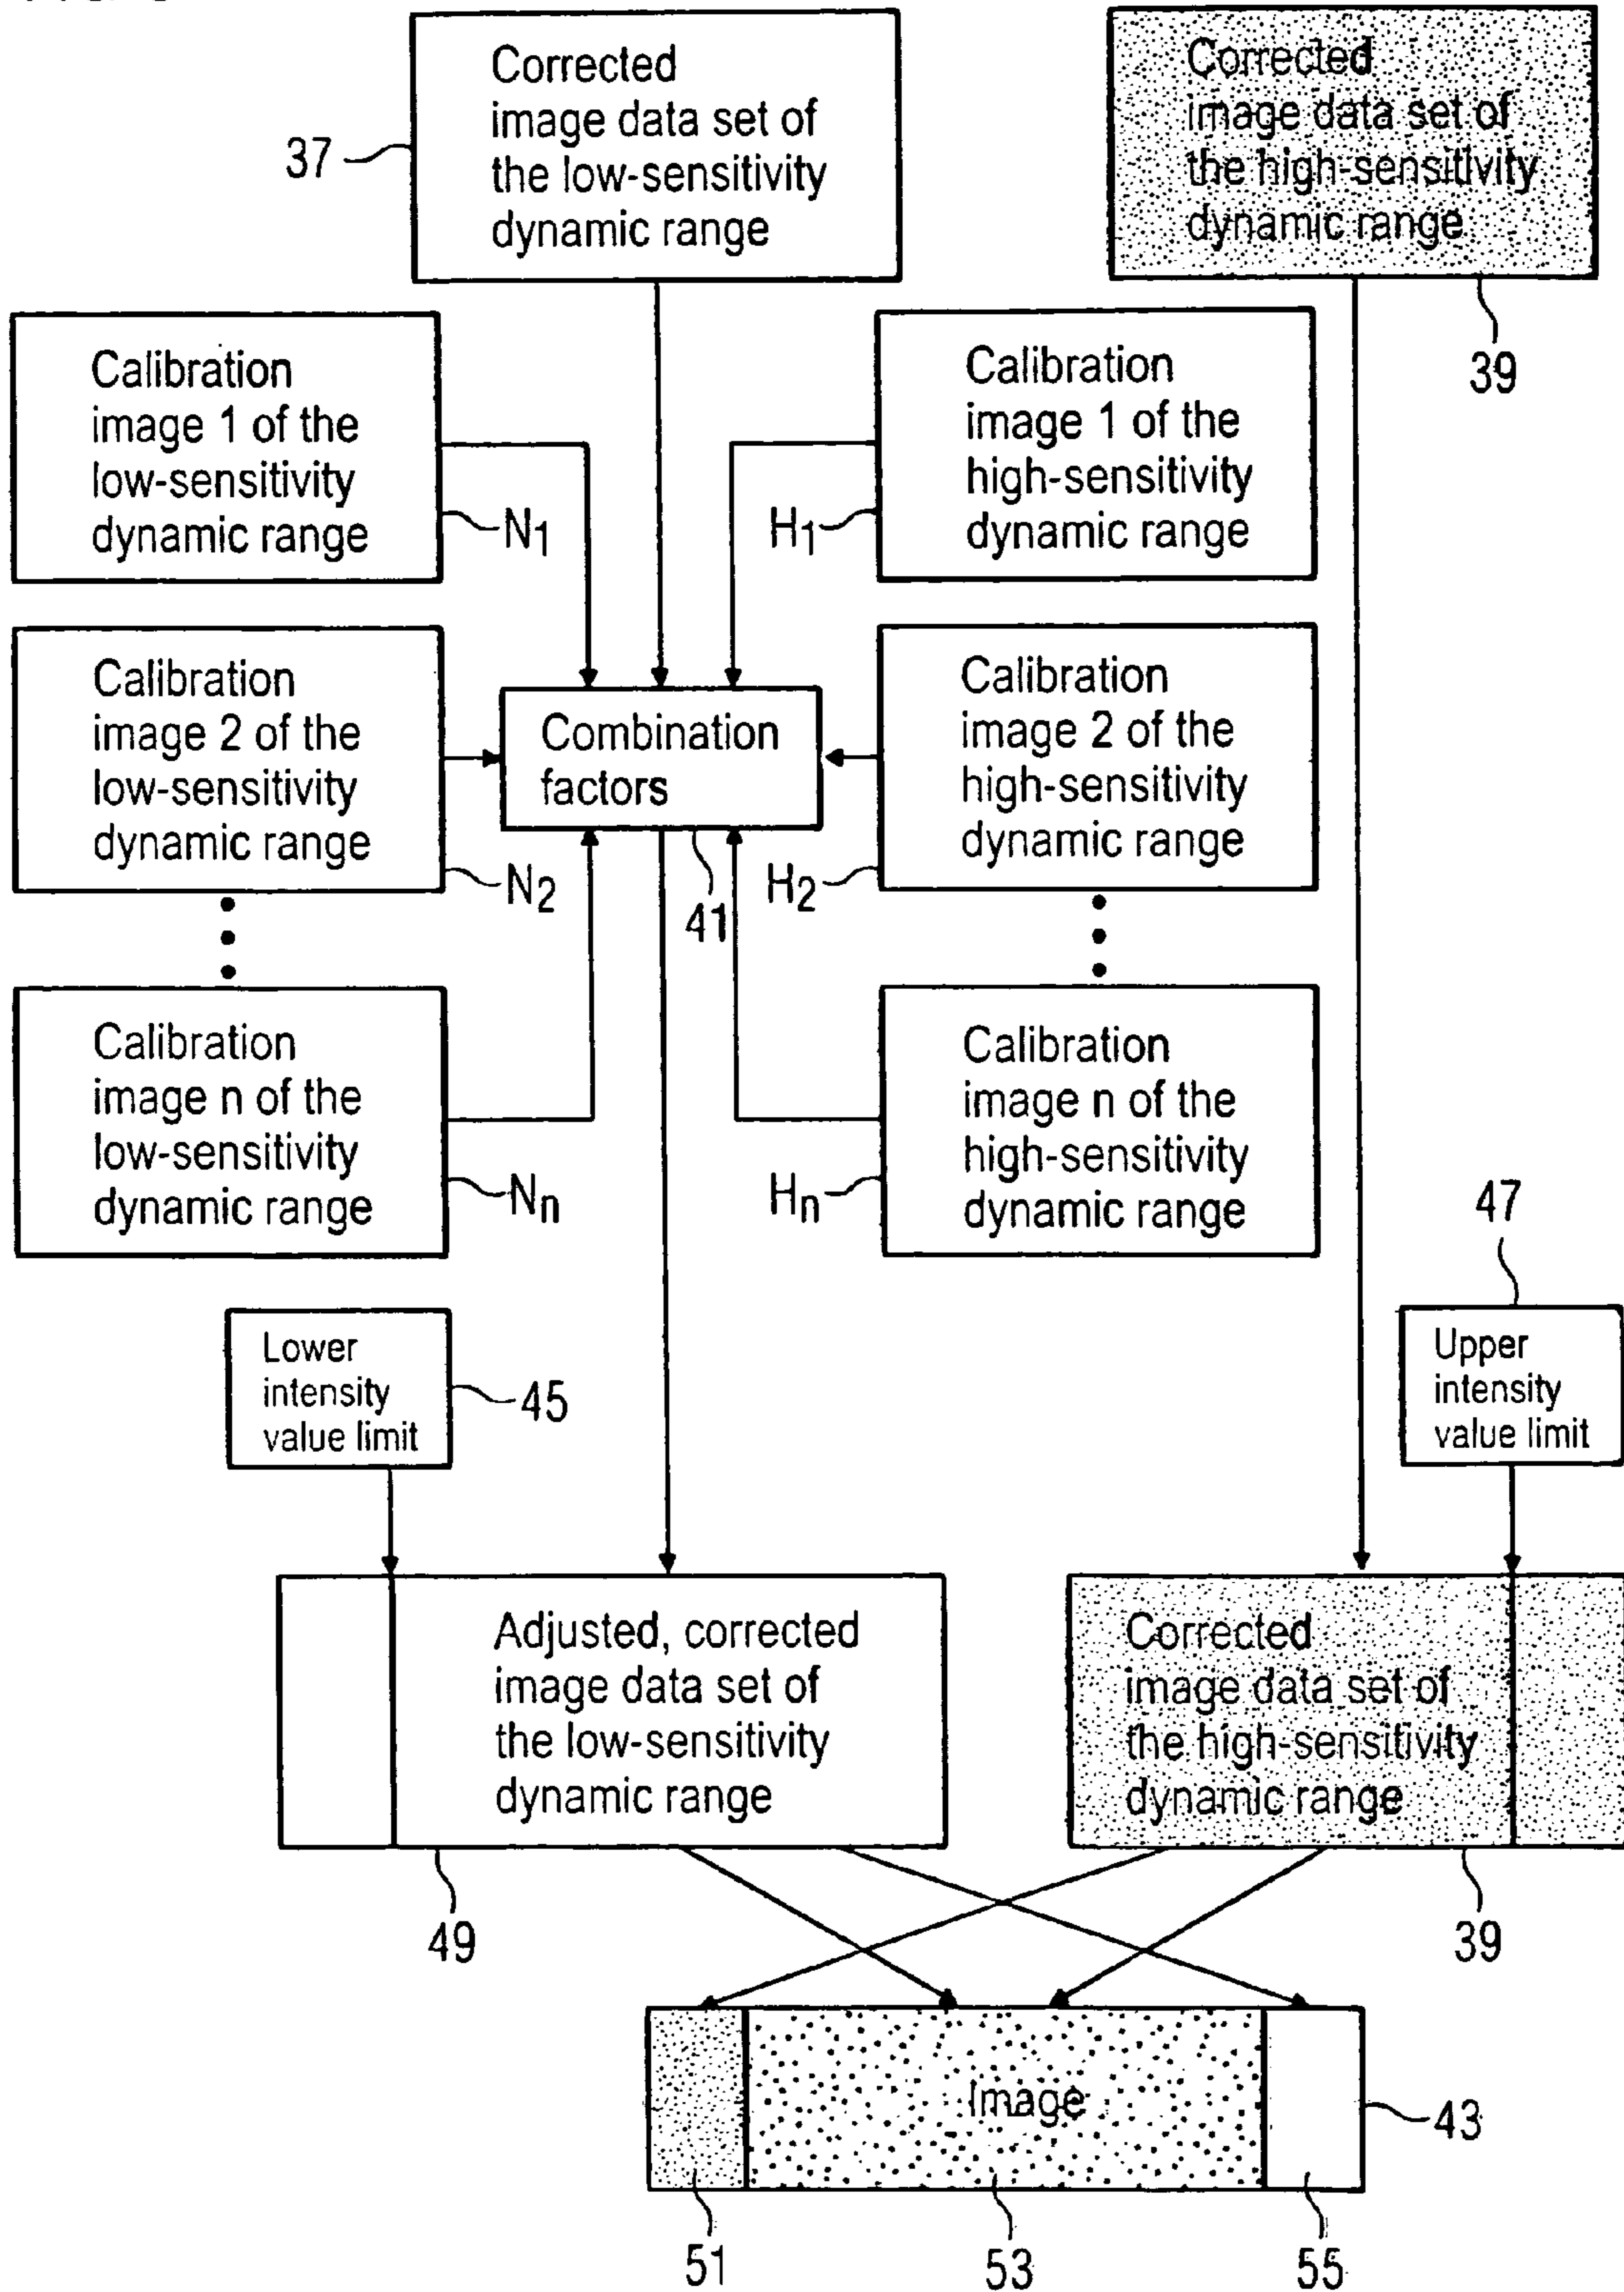 Corrected
image data set of
the low-sensitivity
dynamic range
37
Corrected
image data set of
the high-sensitivity
dynamic range
39
Calibration
image 1 of the
low-sensitivity
dynamic range
N1
Calibration
image 1 of the
high-sensitivity
dynamic range
H1
Calibration
image 2 of the
low-sensitivity
dynamic range
N2
Combination
factors
41
Calibration
image 2 of the
high-sensitivity
dynamic range
H2
Calibration
image n of the
low-sensitivity
dynamic range
Nn
Calibration
image n of the
high-sensitivity
dynamic range
Hn
Lower
intensity
value limit
45
47
Upper
intensity
value limit
Adjusted, corrected
image data set of
the low-sensitivity
dynamic range
49
Corrected
image data set of
the high-sensitivity
dynamic range
39
Image
43
51
53
55